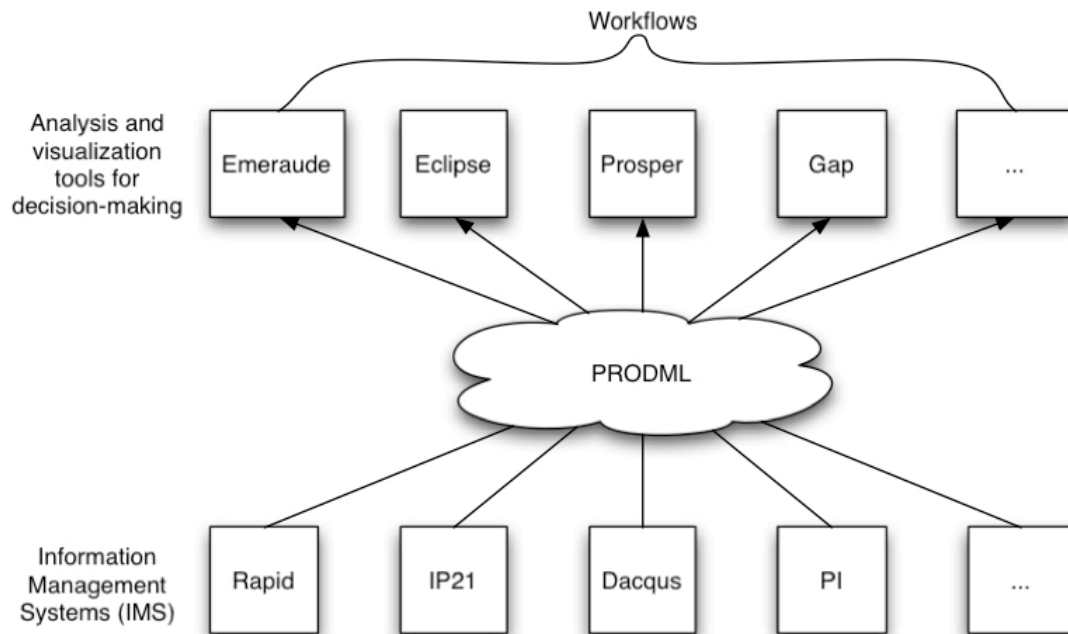 Workflows
Analysis and
visualization
tools for
decision-making
Emeraude
Eclipse
Prosper
Gap
...
PRODML
Information
Management
Systems (IMS)
Rapid
IP21
Dacqus
PI
...